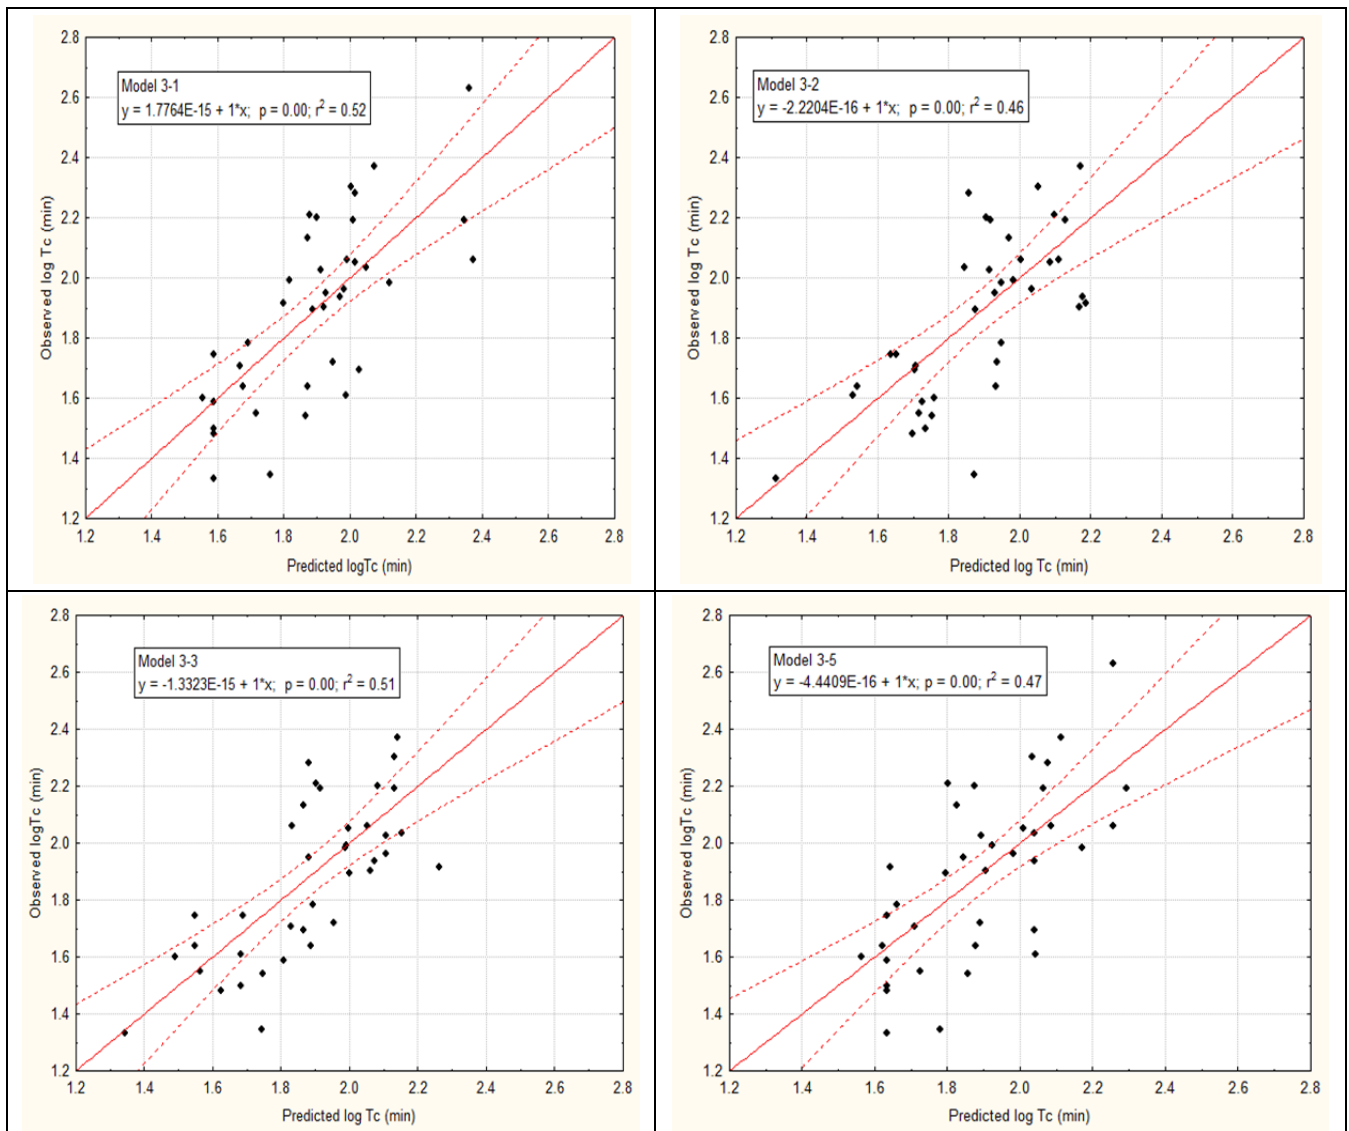 2.8
2.6
2.4
2.2
2.0
1.8
1.6
1.4
1.2
Observed log Tc (min)
Model 3-1
y = 1.7764E-15 + 1*x; p = 0.00; r² = 0.52
1.2 1.4 1.6 1.8 2.0 2.2 2.4 2.6 2.8
Predicted logTc (min)
2.8
2.6
2.4
2.2
2.0
1.8
1.6
1.4
1.2
Observed log Tc (min)
Model 3-2
y = -2.2204E-16 + 1*x; p = 0.00; r² = 0.46
1.2 1.4 1.6 1.8 2.0 2.2 2.4 2.6 2.8
Predicted log Tc (min)
2.8
2.6
2.4
2.2
2.0
1.8
1.6
1.4
1.2
Observed logTc (min)
Model 3-3
y = -1.3323E-15 + 1*x; p = 0.00; r² = 0.51
1.2 1.4 1.6 1.8 2.0 2.2 2.4 2.6 2.8
Predicted log Tc (min)
2.8
2.6
2.4
2.2
2.0
1.8
1.6
1.4
1.2
Observed logTc (min)
Model 3-5
y = -4.4409E-16 + 1*x; p = 0.00; r² = 0.47
1.2 1.4 1.6 1.8 2.0 2.2 2.4 2.6 2.8
Predicted log Tc (min)